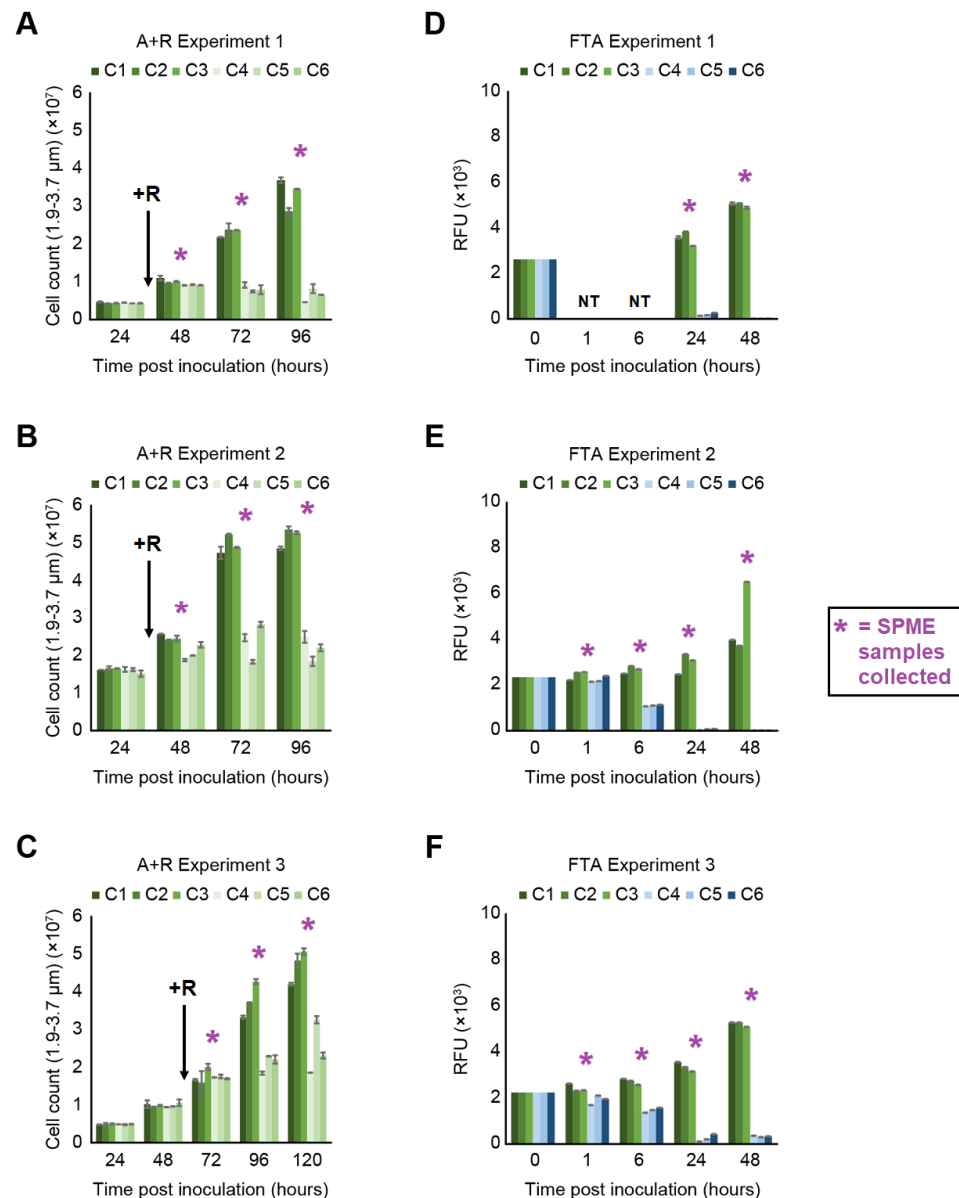 A
A+R Experiment 1
C1 C2 C3 C4 C5 C6
Cell count (1.9-3.7 µm) (×10⁷)
6
5
4
3
2
1
0
+R
*
*
*
24 48 72 96
Time post inoculation (hours)
D
FTA Experiment 1
C1 C2 C3 C4 C5 C6
RFU (×10³)
10
8
6
4
2
0
NT NT
*
*
0 1 6 24 48
Time post inoculation (hours)
B
A+R Experiment 2
C1 C2 C3 C4 C5 C6
Cell count (1.9-3.7 µm) (×10⁷)
6
5
4
3
2
1
0
+R
*
*
*
24 48 72 96
Time post inoculation (hours)
E
FTA Experiment 2
C1 C2 C3 C4 C5 C6
RFU (×10³)
10
8
6
4
2
0
*
*
*
*
0 1 6 24 48
Time post inoculation (hours)
* = SPME
samples
collected
C
A+R Experiment 3
C1 C2 C3 C4 C5 C6
Cell count (1.9-3.7 µm) (×10⁷)
6
5
4
3
2
1
0
+R
*
*
*
24 48 72 96 120
Time post inoculation (hours)
F
FTA Experiment 3
C1 C2 C3 C4 C5 C6
RFU (×10³)
10
8
6
4
2
0
*
*
*
*
0 1 6 24 48
Time post inoculation (hours)